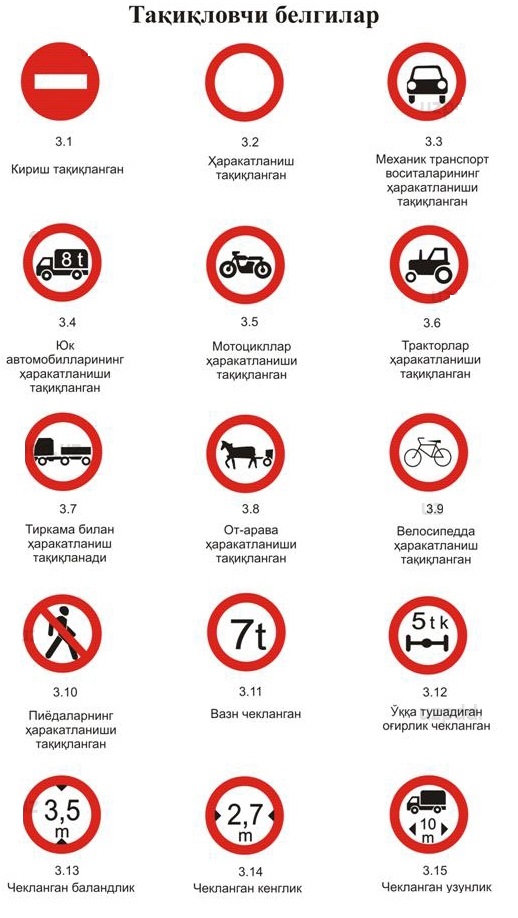 Тақиқловчи белгилар
3.1
Кириш тақиқланган
3.2
Ҳаракатланиш
тақиқланган
3.3
Механик транспорт
воситаларининг
ҳаракатланиши
тақиқланган
8 t
3.4
Юк
автомобилларининг
ҳаракатланиши
тақиқланган
3.5
Мотоцикллар
ҳаракатланиши
тақиқланган
3.6
Тракторлар
ҳаракатланиши
тақиқланган
3.7
Тиркама билан
ҳаракатланиш
тақиқланади
3.8
От-арава
ҳаракатланиши
тақиқланган
3.9
Велосипедда
ҳаракатланиш
тақиқланган
3.10
Пиёдаларнинг
ҳаракатланиши
тақиқланган
7t
3.11
Вазн чекланган
5tk
3.12
Ўққа тушадиган
оғирлик чекланган
3,5
m
3.13
Чекланган баландлик
2,7
m
3.14
Чекланган кенглик
10
m
3.15
Чекланган узунлик